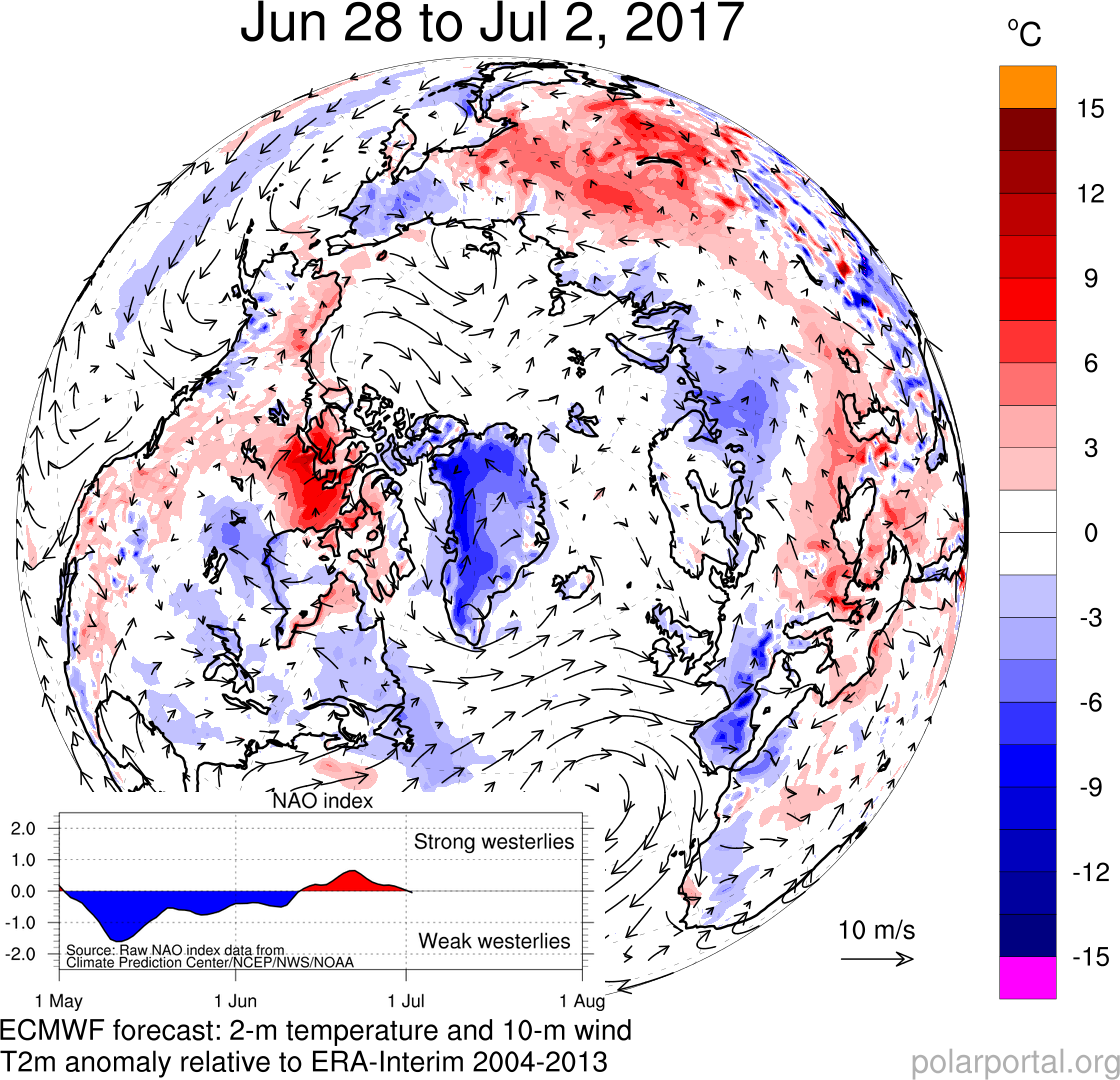 Jun 28 to Jul 2, 2017
°C
15
12
9
6
3
0
-3
-6
-9
-12
-15
10 m/s
NAO index
2.0
1.0
0.0
-1.0
-2.0
Strong westerlies
Weak westerlies
Source: Raw NAO index data from
Climate Prediction Center/NCEP/NWS/NOAA
1 May
1 Jun
1 Jul
1 Aug
ECMWF forecast: 2-m temperature and 10-m wind
T2m anomaly relative to ERA-Interim 2004-2013
polarportal.org